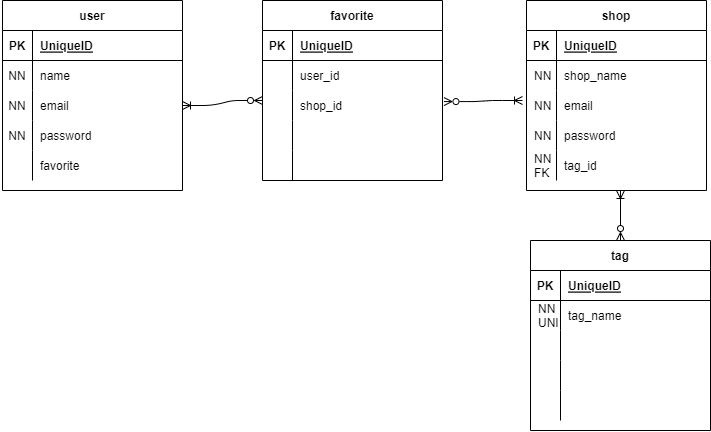 user
PK UniqueID
NN name
NN email
NN password
favorite
favorite
PK UniqueID
user_id
shop_id
shop
PK UniqueID
NN shop_name
NN email
NN password
NN
FK tag_id
tag
PK UniqueID
NN
UNI tag_name